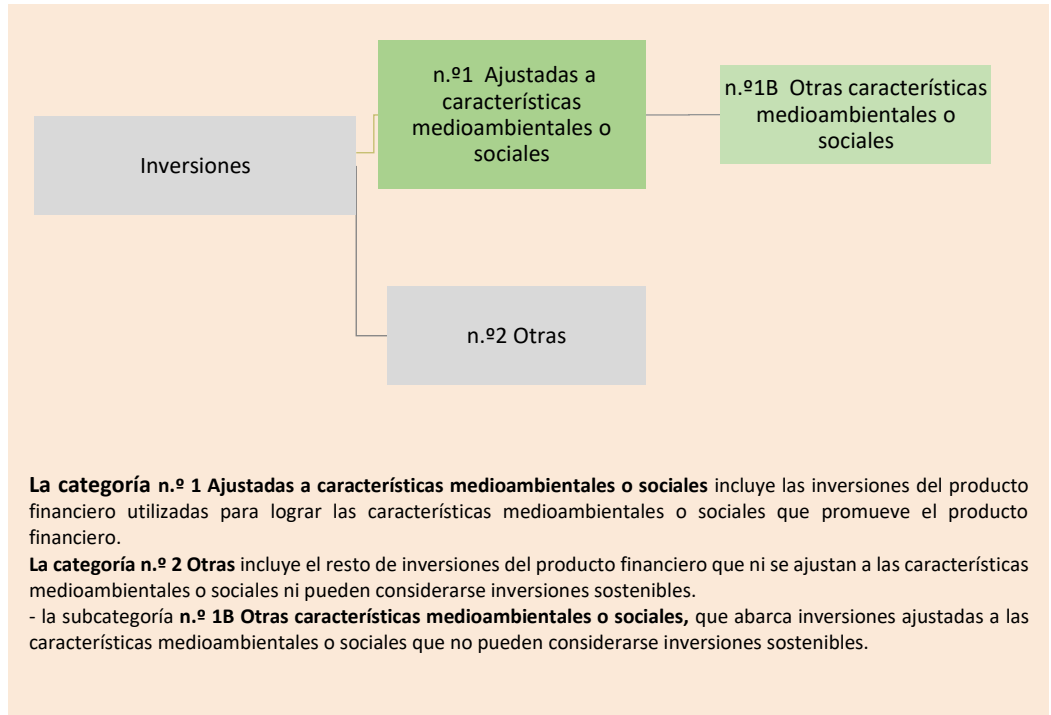 n.º1 Ajustadas a
características
medioambientales o
sociales
n.º1B Otras características
medioambientales o
sociales
Inversiones
n.º2 Otras
La categoría n.º 1 Ajustadas a características medioambientales o sociales incluye las inversiones del producto
financiero utilizadas para lograr las características medioambientales o sociales que promueve el producto
financiero.
La categoría n.º 2 Otras incluye el resto de inversiones del producto financiero que ni se ajustan a las características
medioambientales o sociales ni pueden considerarse inversiones sostenibles.
- la subcategoría n.º 1B Otras características medioambientales o sociales, que abarca inversiones ajustadas a las
características medioambientales o sociales que no pueden considerarse inversiones sostenibles.